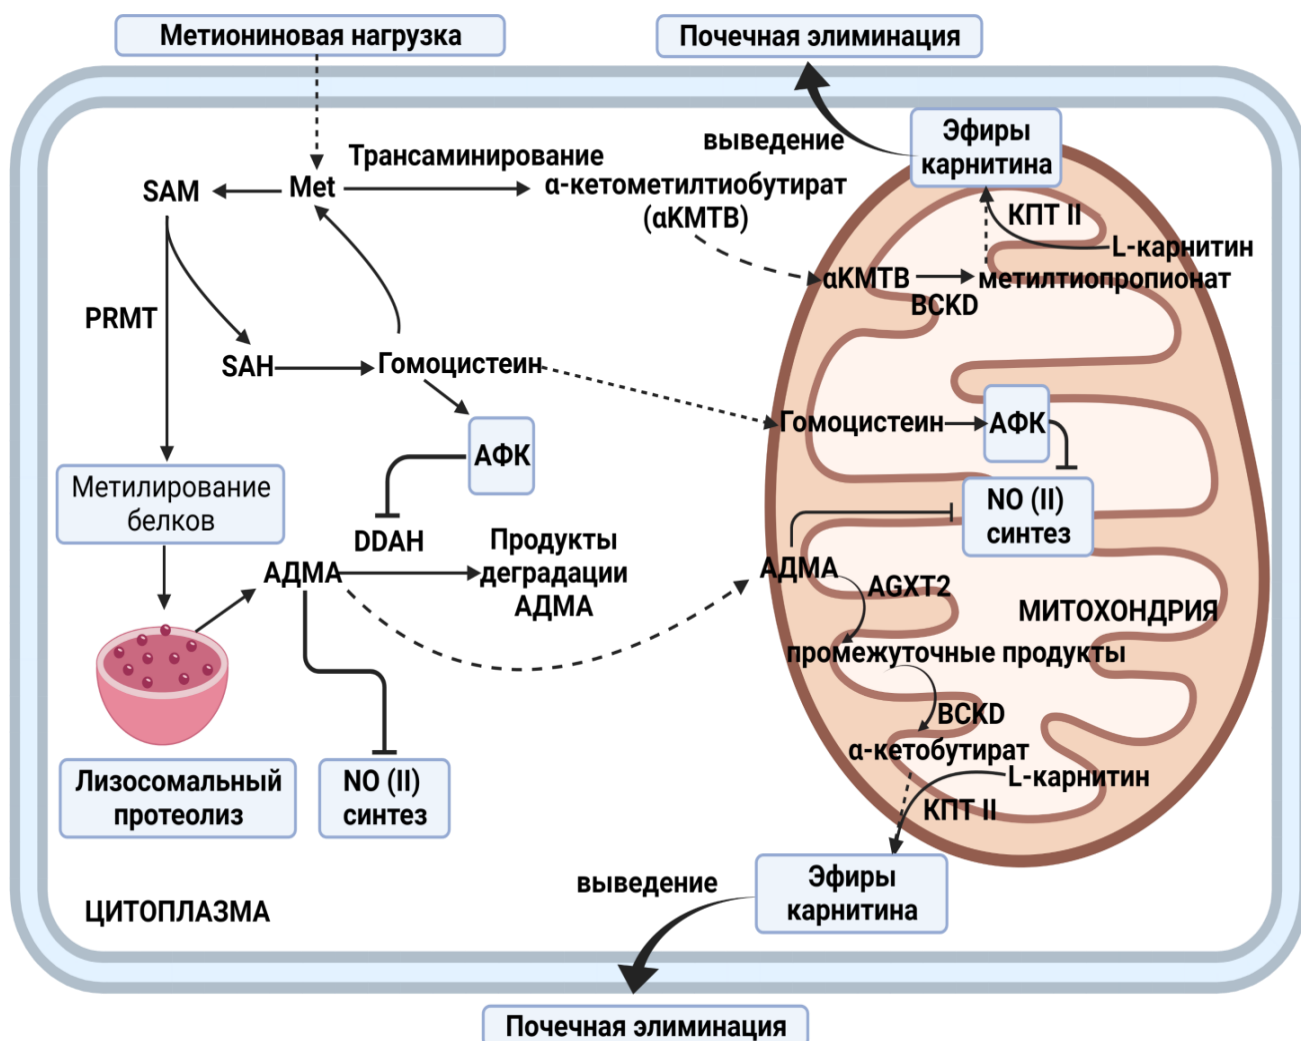 Метиониновая нагрузка
Почечная элиминация
Эфиры
карнитина
выведение
Трансаминирование
SAM
Met
α-кетометилтиобутират
(αКМТВ)
КПТ II
L-карнитин
αКМТВ
метилтиопропионат
BCKD
PRMT
SAH
Гомоцистеин
Гомоцистеин
АФК
АФК
Метилирование
белков
NO (II)
синтез
DDAH
Продукты
деградации
АДМА
АДМА
АДМА
AGXT2
МИТОХОНДРИЯ
промежуточные продукты
BCKD
α-кетобутират
L-карнитин
КПТ II
Лизосомальный
протеолиз
NO (II)
синтез
Эфиры
карнитина
выведение
ЦИТОПЛАЗМА
Почечная элиминация